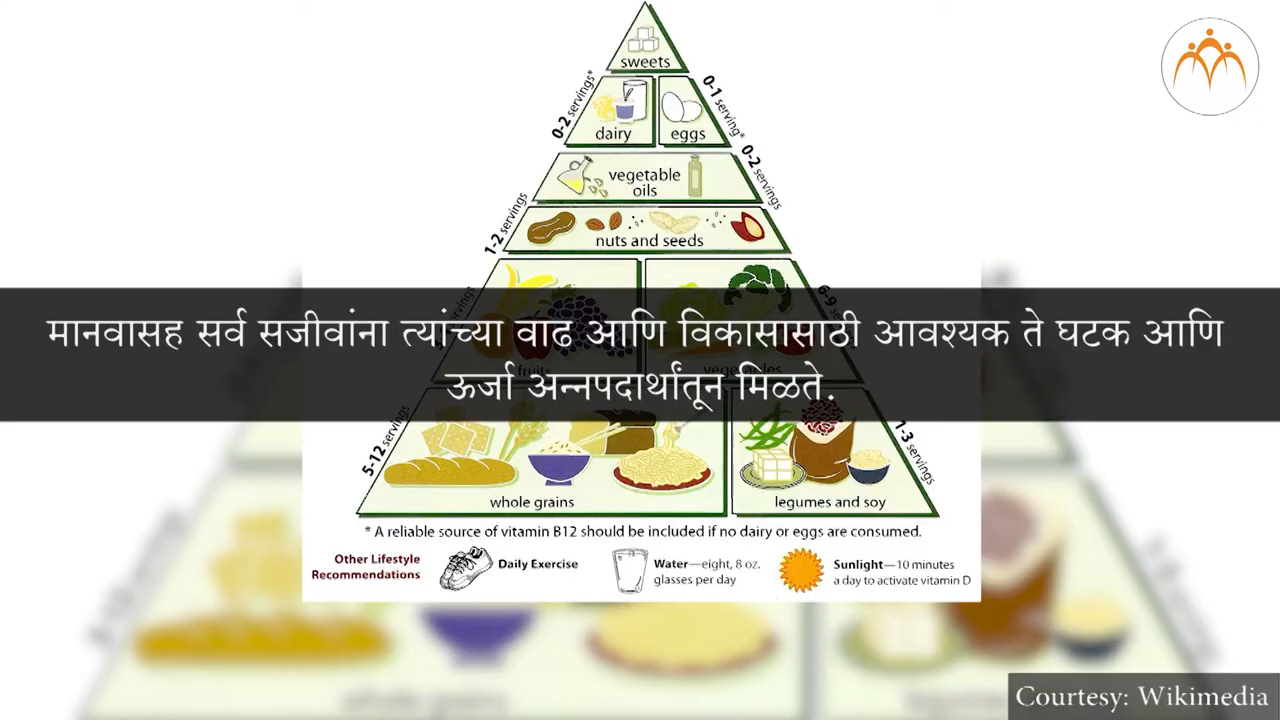 sweets
0-2 servings*
0-1 serving*
dairy
eggs
0-2 servings
vegetable
oils
1-2 servings
nuts and seeds
6-9
मानवासह सर्व सजीवांना त्यांच्या वाढ आणि विकासासाठी आवश्यक ते घटक आणि
ऊर्जा अन्नपदार्थांतून मिळते.
fruits
vegetables
5-12 servings
1-3 servings
whole grains
legumes and soy
* A reliable source of vitamin B12 should be included if no dairy or eggs are consumed.
Other Lifestyle
Recommendations
Daily Exercise
Water—eight, 8 oz.
glasses per day
Sunlight—10 minutes
a day to activate vitamin D
Courtesy: Wikimedia